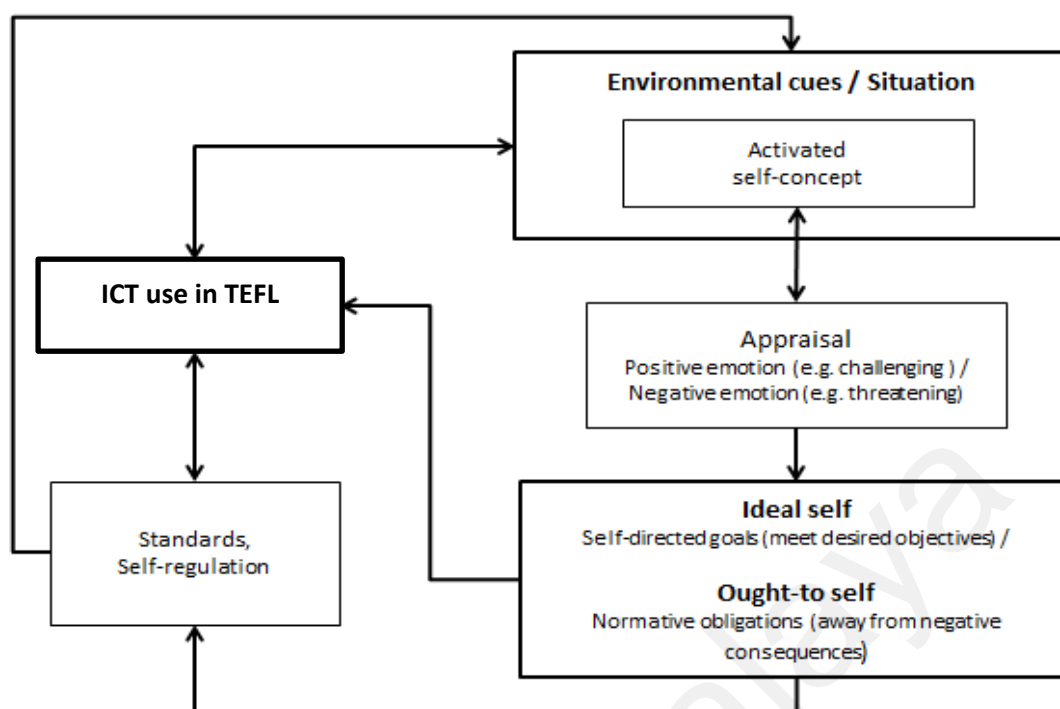 Environmental cues / Situation
Activated
self-concept
ICT use in TEFL
Appraisal
Positive emotion (e.g. challenging ) /
Negative emotion (e.g. threatening)
Ideal self
Self-directed goals (meet desired objectives) /
Ought-to self
Normative obligations (away from negative
consequences)
Standards,
Self-regulation
alaya